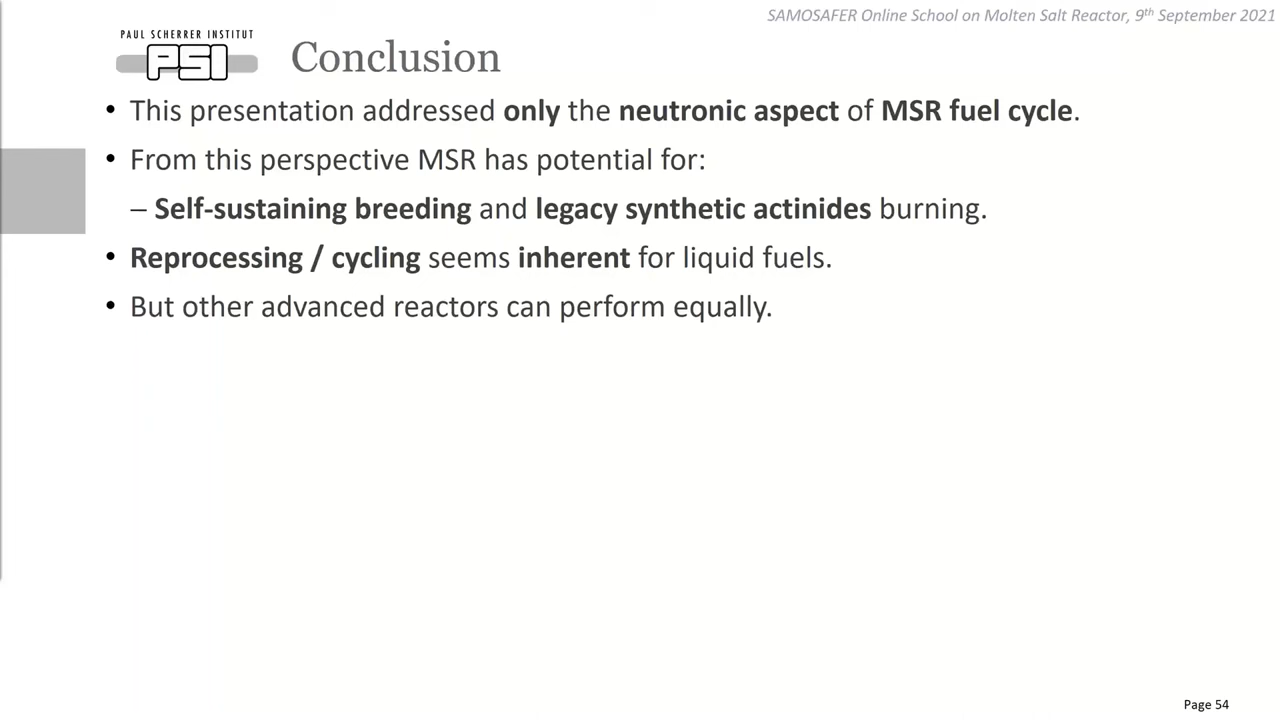 SAMOSAFER Online School on Molten Salt Reactor, 9th September 2021
PAUL SCHERRER INSTITUT
PSI
Conclusion
• This presentation addressed only the neutronic aspect of MSR fuel cycle.
• From this perspective MSR has potential for:
– Self-sustaining breeding and legacy synthetic actinides burning.
• Reprocessing / cycling seems inherent for liquid fuels.
• But other advanced reactors can perform equally.
Page 54